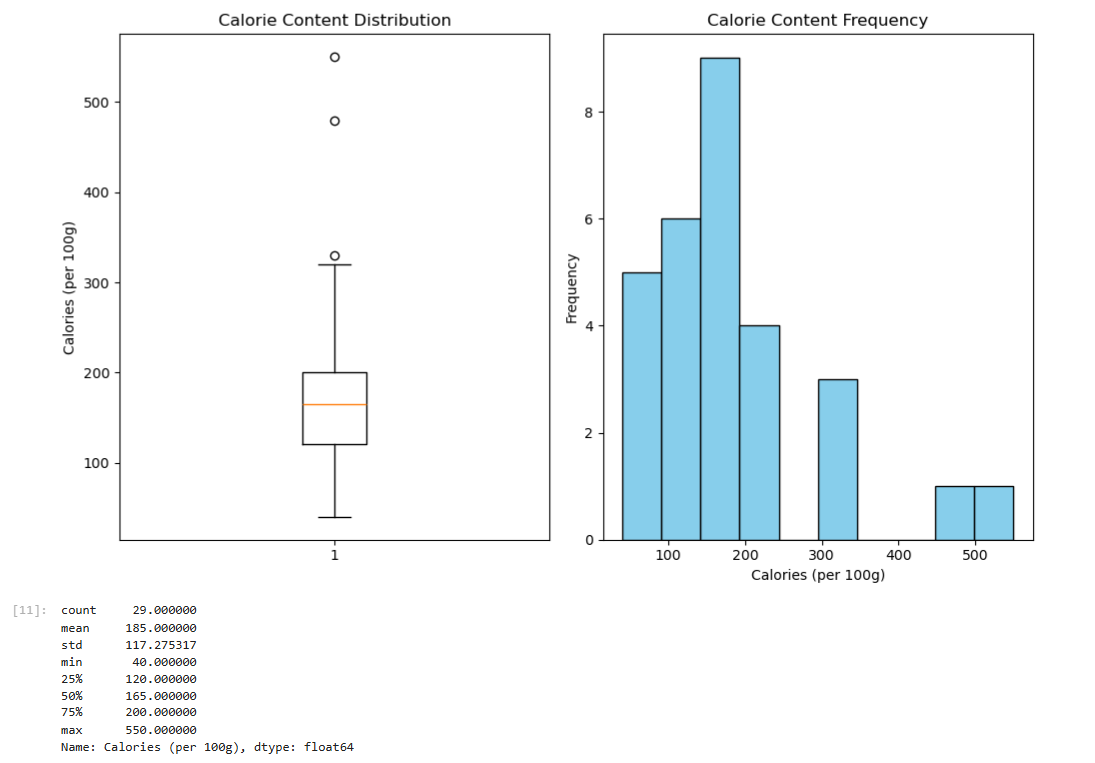 Calorie Content Distribution
Calories (per 100g)
500
400
300
200
100
1
Calorie Content Frequency
Frequency
8
6
4
2
0
100 200 300 400 500
Calories (per 100g)
[11]: count 29.000000
mean 185.000000
std 117.275317
min 40.000000
25% 120.000000
50% 165.000000
75% 200.000000
max 550.000000
Name: Calories (per 100g), dtype: float64